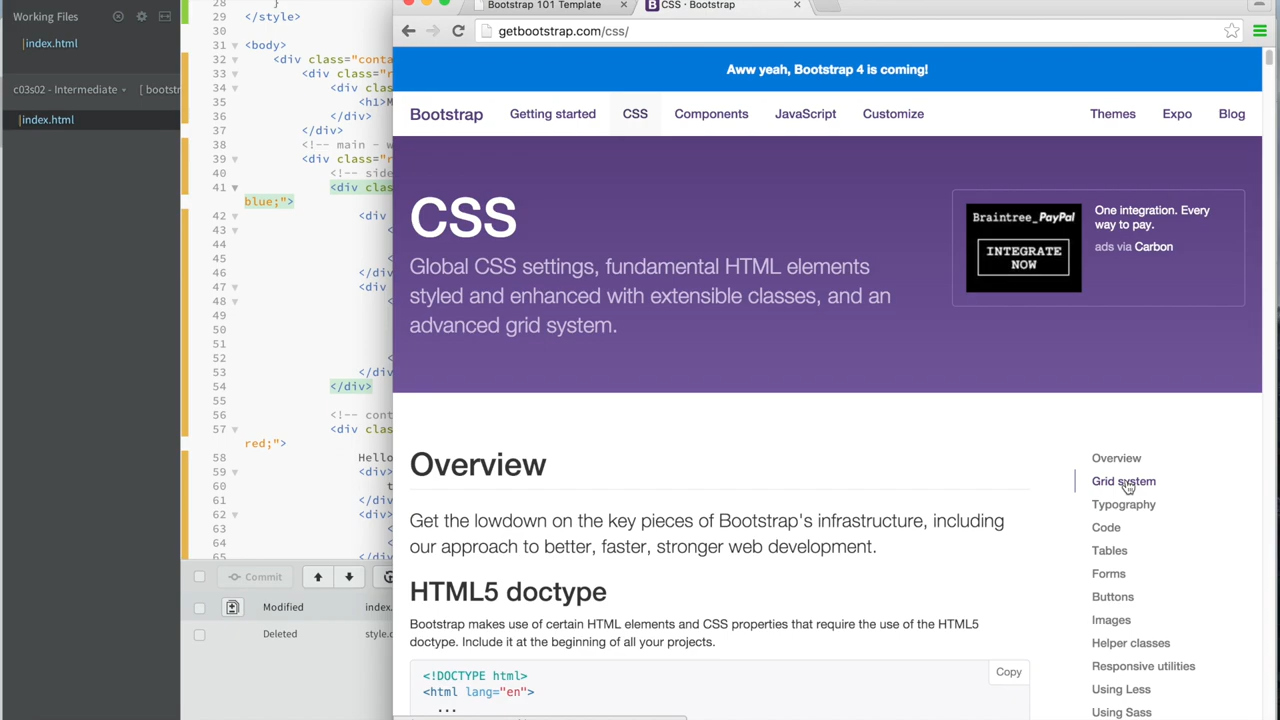 Working Files
index.html
c03s02 - Intermediate
[ bootstr
index.html
28 }
29 </style>
30
31 <body>
32 <div class="conta
33 <div class="r
34 <div clas
35 <h1>M
36 </div>
37 </div>
38 <!-- main - w
39 <div class="r
40 <!-- side
41 <div clas
blue;">
42 <div
43
44
45
46 </di
47 <div
48
49
50
51
52 <
53 </di
54 </div>
55
56 <!-- cont
57 <div clas
red;">
58 Hello
59 <div>
60 t
61 </di
62 <div>
63
64
65 </di
Commit
Modified index.
Deleted style.c
Bootstrap 101 Template
CSS · Bootstrap
getbootstrap.com/css/
Aww yeah, Bootstrap 4 is coming!
Bootstrap Getting started CSS Components JavaScript Customize Themes Expo Blog
CSS
Global CSS settings, fundamental HTML elements
styled and enhanced with extensible classes, and an
advanced grid system.
Braintree_PayPal
INTEGRATE
NOW
One integration. Every
way to pay.
ads via Carbon
Overview
Get the lowdown on the key pieces of Bootstrap's infrastructure, including
our approach to better, faster, stronger web development.
HTML5 doctype
Bootstrap makes use of certain HTML elements and CSS properties that require the use of the HTML5
doctype. Include it at the beginning of all your projects.
Copy
<!DOCTYPE html>
<html lang="en">
...
Overview
Grid system
Typography
Code
Tables
Forms
Buttons
Images
Helper classes
Responsive utilities
Using Less
Using Sass